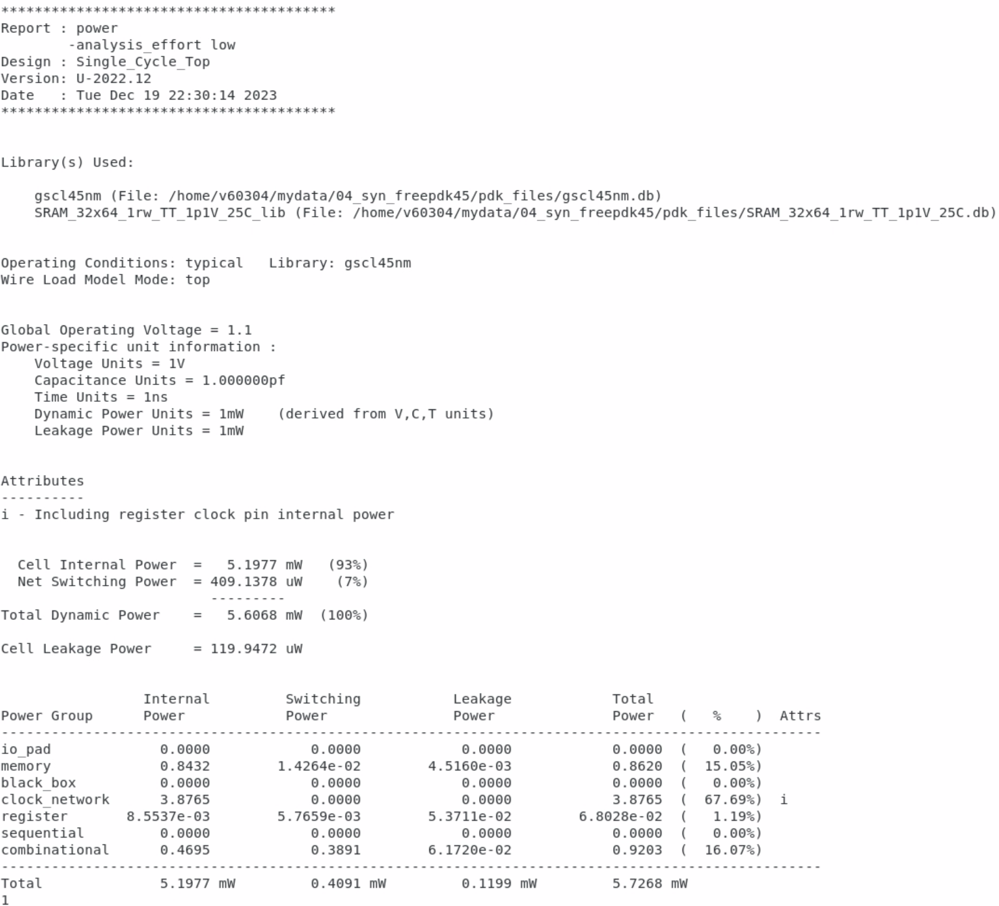 ****************************************
Report : power
        -analysis_effort low
Design : Single_Cycle_Top
Version: U-2022.12
Date   : Tue Dec 19 22:30:14 2023
****************************************


Library(s) Used:

    gscl45nm (File: /home/v60304/mydata/04_syn_freepdk45/pdk_files/gscl45nm.db)
    SRAM_32x64_1rw_TT_1p1V_25C_lib (File: /home/v60304/mydata/04_syn_freepdk45/pdk_files/SRAM_32x64_1rw_TT_1p1V_25C.db)


Operating Conditions: typical   Library: gscl45nm
Wire Load Model Mode: top


Global Operating Voltage = 1.1
Power-specific unit information :
    Voltage Units = 1V
    Capacitance Units = 1.000000pf
    Time Units = 1ns
    Dynamic Power Units = 1mW    (derived from V,C,T units)
    Leakage Power Units = 1mW


Attributes
----------
i - Including register clock pin internal power


  Cell Internal Power  =   5.1977 mW   (93%)
  Net Switching Power  = 409.1378 uW    (7%)
                         ---------
Total Dynamic Power    =   5.6068 mW  (100%)

Cell Leakage Power     = 119.9472 uW


                 Internal         Switching           Leakage            Total
Power Group      Power            Power               Power              Power   (   %    )  Attrs
--------------------------------------------------------------------------------------------------
io_pad             0.0000            0.0000            0.0000            0.0000  (   0.00%)
memory             0.8432        1.4264e-02        4.5160e-03            0.8620  (  15.05%)
black_box          0.0000            0.0000            0.0000            0.0000  (   0.00%)
clock_network      3.8765            0.0000            0.0000            3.8765  (  67.69%)  i
register       8.5537e-03        5.7659e-03        5.3711e-02        6.8028e-02  (   1.19%)
sequential         0.0000            0.0000            0.0000            0.0000  (   0.00%)
combinational      0.4695            0.3891        6.1720e-02            0.9203  (  16.07%)
--------------------------------------------------------------------------------------------------
Total              5.1977 mW         0.4091 mW         0.1199 mW         5.7268 mW
1